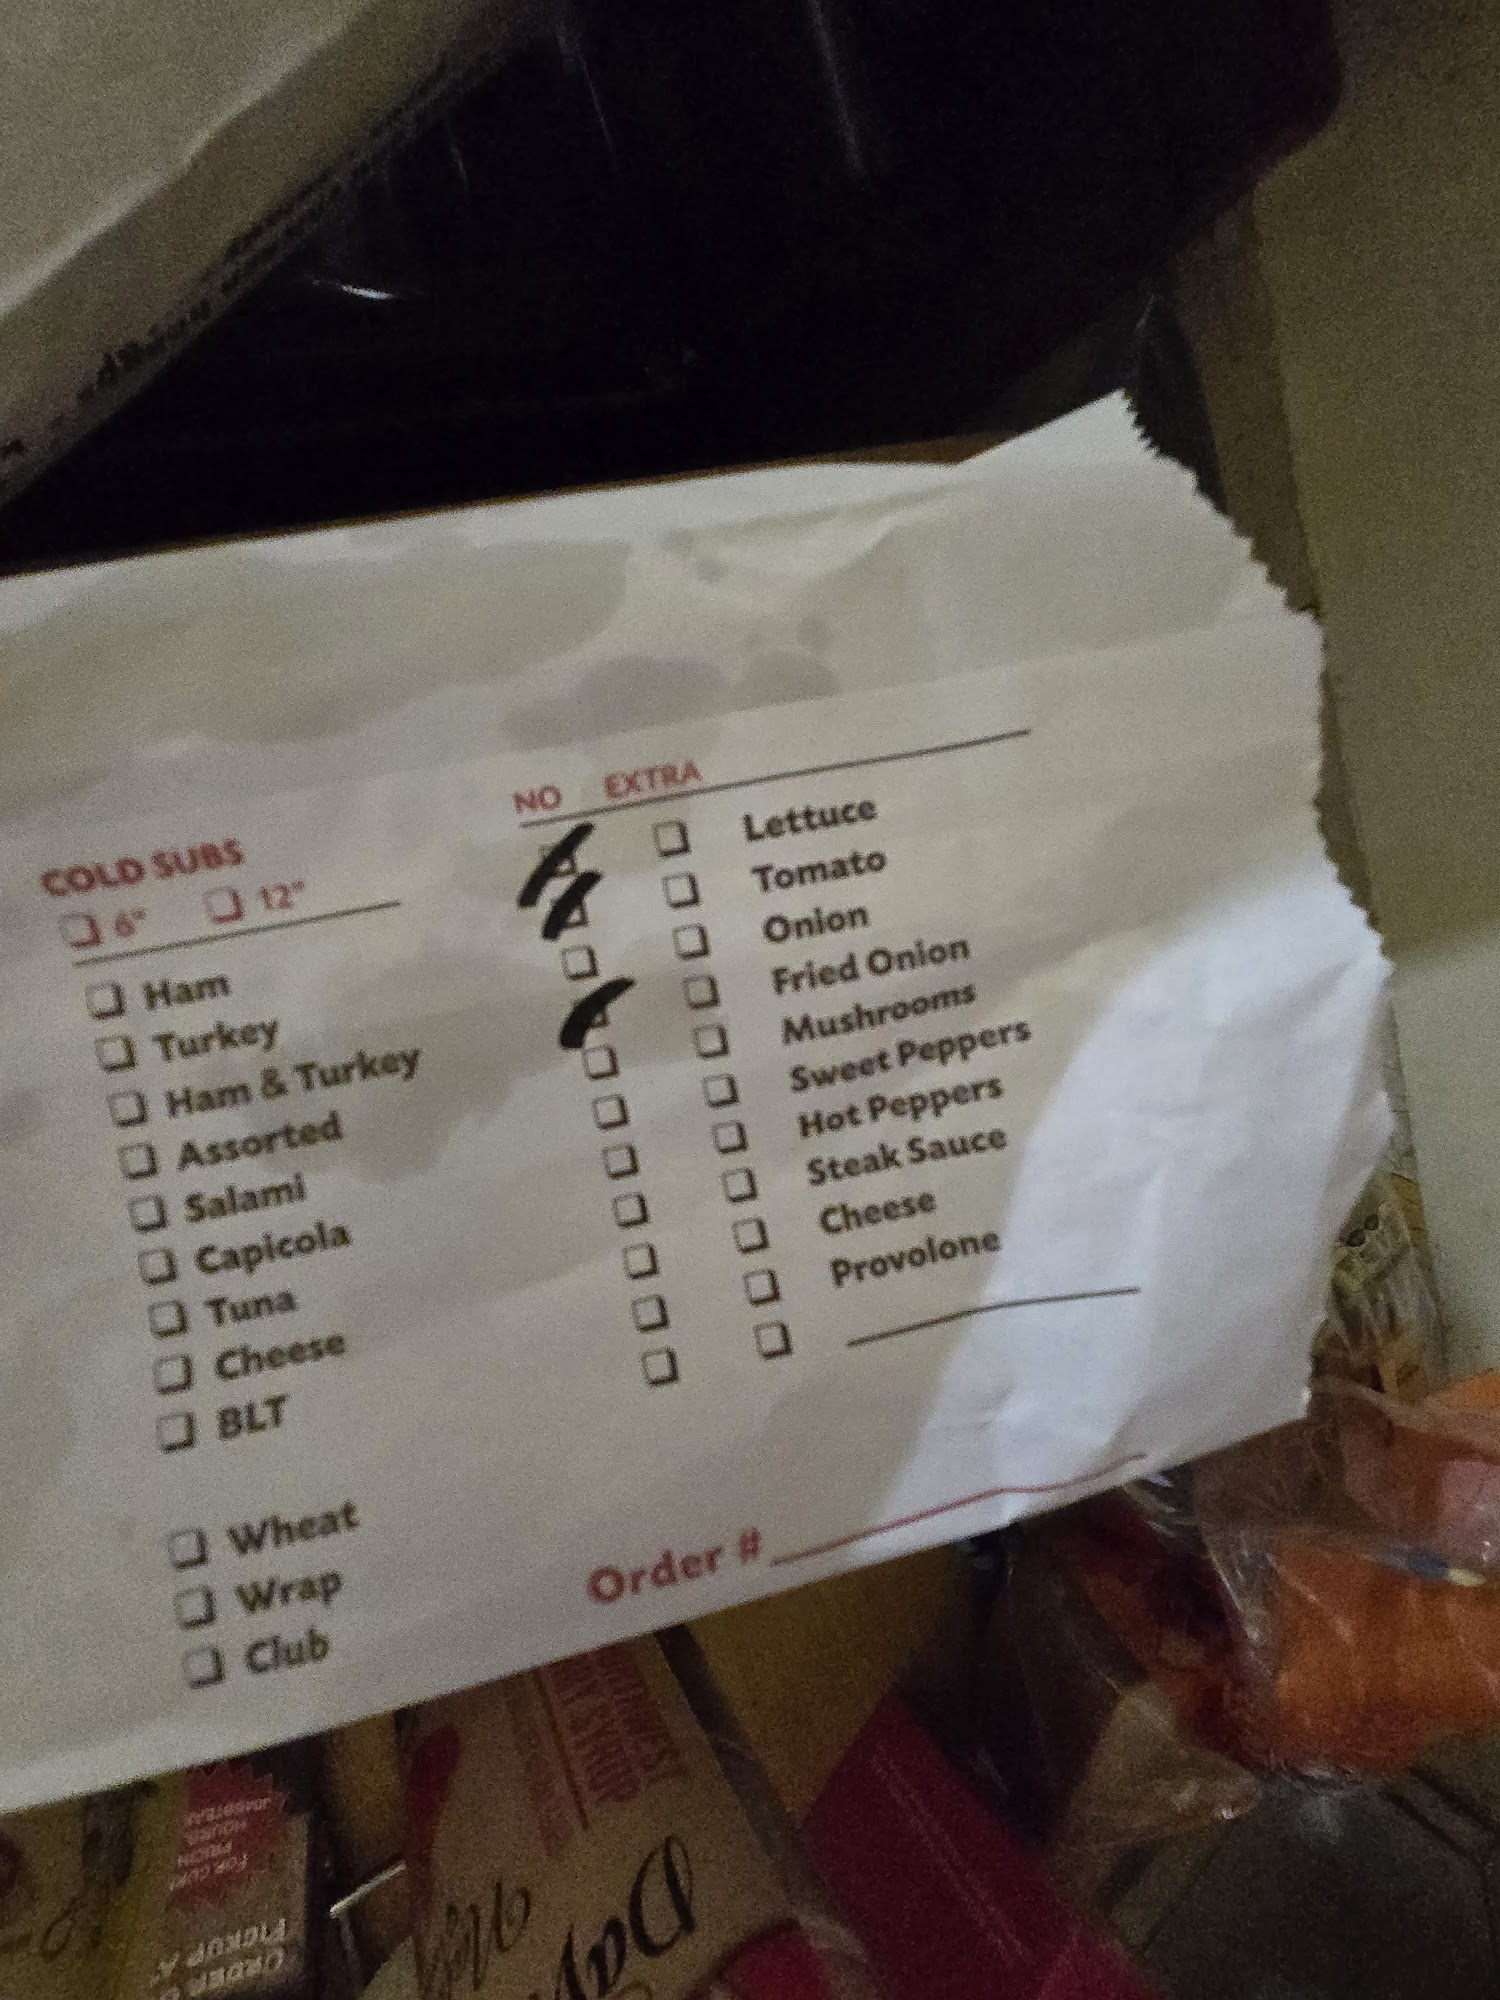 COLD SUBS
❏ 6" ❏ 12"
❏ Ham
❏ Turkey
❏ Ham & Turkey
❏ Assorted
❏ Salami
❏ Capicola
❏ Tuna
❏ Cheese
❏ BLT
❏ Wheat
❏ Wrap
❏ Club
NO EXTRA
❏ ❏ Lettuce
❏ ❏ Tomato
❏ ❏ Onion
❏ ❏ Fried Onion
❏ ❏ Mushrooms
❏ ❏ Sweet Peppers
❏ ❏ Hot Peppers
❏ ❏ Steak Sauce
❏ ❏ Cheese
❏ ❏ Provolone
❏ ❏
Order #
PICKUP A